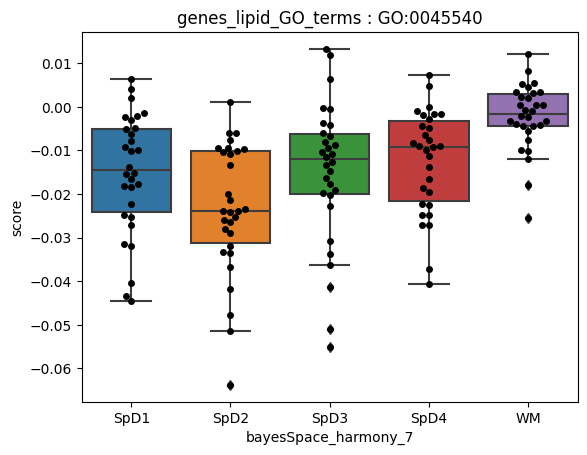 genes_lipid_GO_terms : GO:0045540
0.01
0.00
−0.01
−0.02
−0.03
−0.04
−0.05
−0.06
score
SpD1 SpD2 SpD3 SpD4 WM
bayesSpace_harmony_7